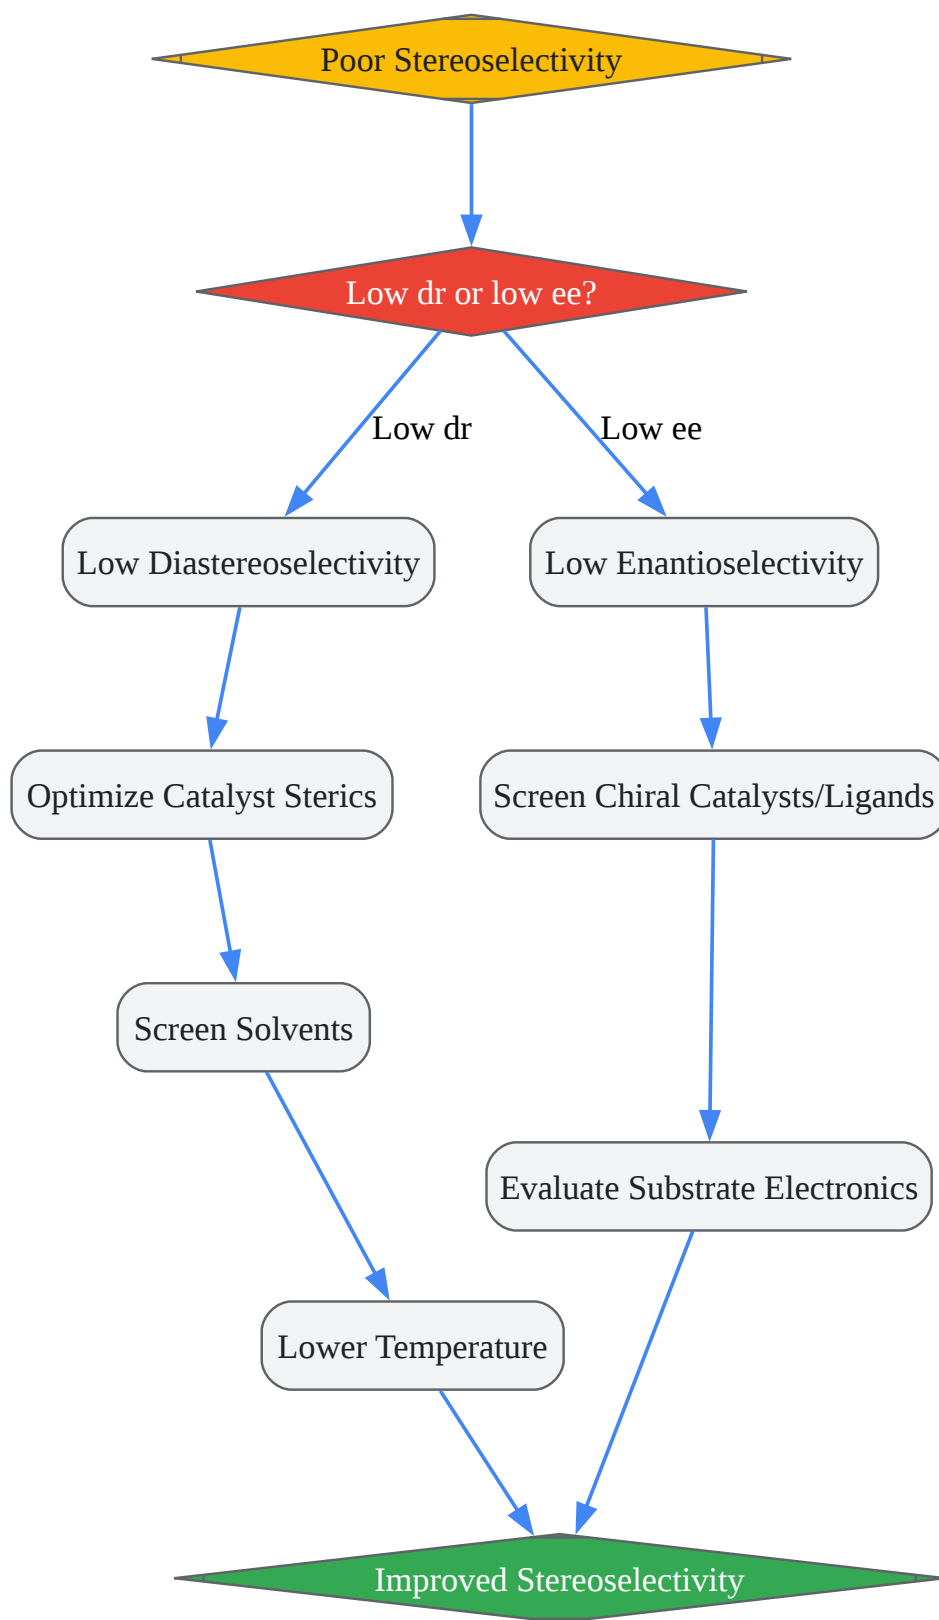 Poor Stereoselectivity
Low dr or low ee?
Low dr
Low ee
Low Diastereoselectivity
Low Enantioselectivity
Optimize Catalyst Sterics
Screen Chiral Catalysts/Ligands
Screen Solvents
Evaluate Substrate Electronics
Lower Temperature
Improved Stereoselectivity